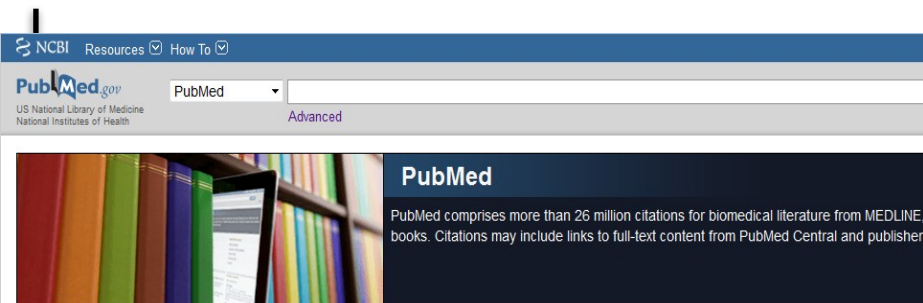 NCBI Resources How To
PubMed.gov
US National Library of Medicine
National Institutes of Health
PubMed
Advanced
PubMed
PubMed comprises more than 26 million citations for biomedical literature from MEDLINE,
books. Citations may include links to full-text content from PubMed Central and publisher